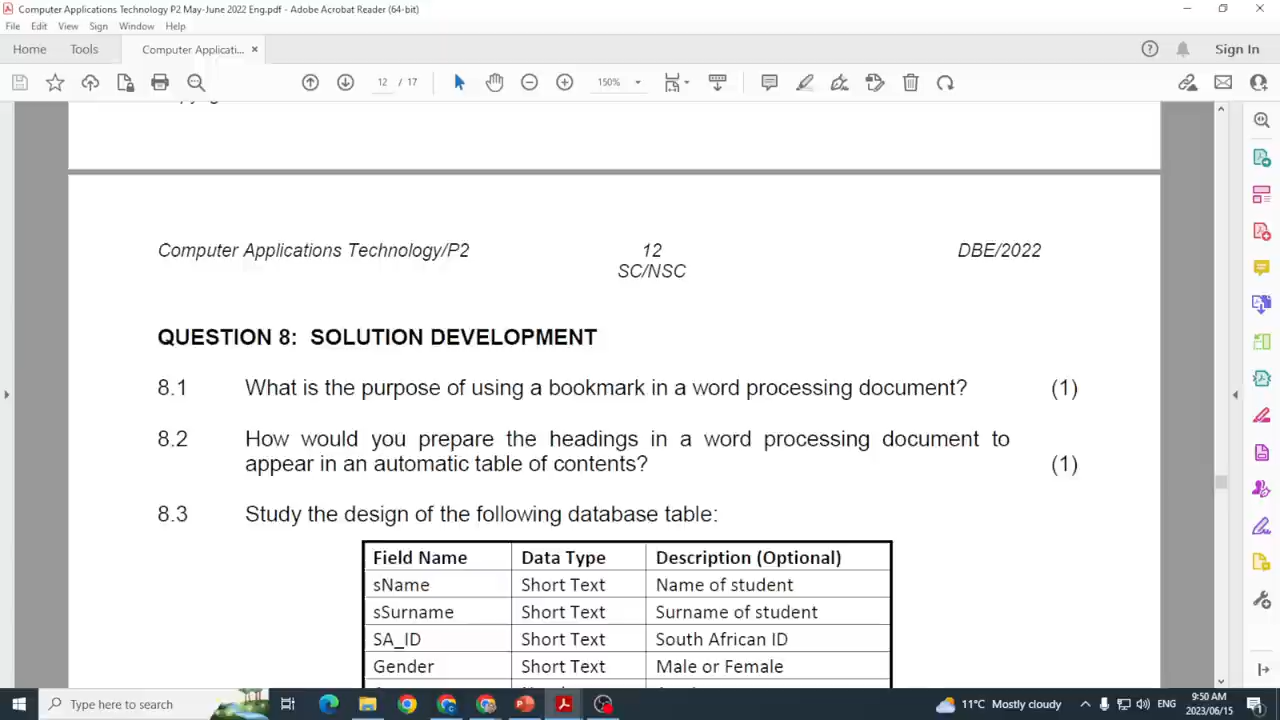 Computer Applications Technology P2 May-June 2022 Eng.pdf - Adobe Acrobat Reader (64-bit)
File Edit View Sign Window Help
Home Tools Computer Applicati... × Sign In
12 / 17 150%
Computer Applications Technology/P2 12 DBE/2022
SC/NSC
QUESTION 8: SOLUTION DEVELOPMENT
8.1 What is the purpose of using a bookmark in a word processing document? (1)
8.2 How would you prepare the headings in a word processing document to
appear in an automatic table of contents? (1)
8.3 Study the design of the following database table:
Field Name Data Type Description (Optional)
sName Short Text Name of student
sSurname Short Text Surname of student
SA_ID Short Text South African ID
Gender Short Text Male or Female
Type here to search 11°C Mostly cloudy ENG 9:50 AM
2023/06/15